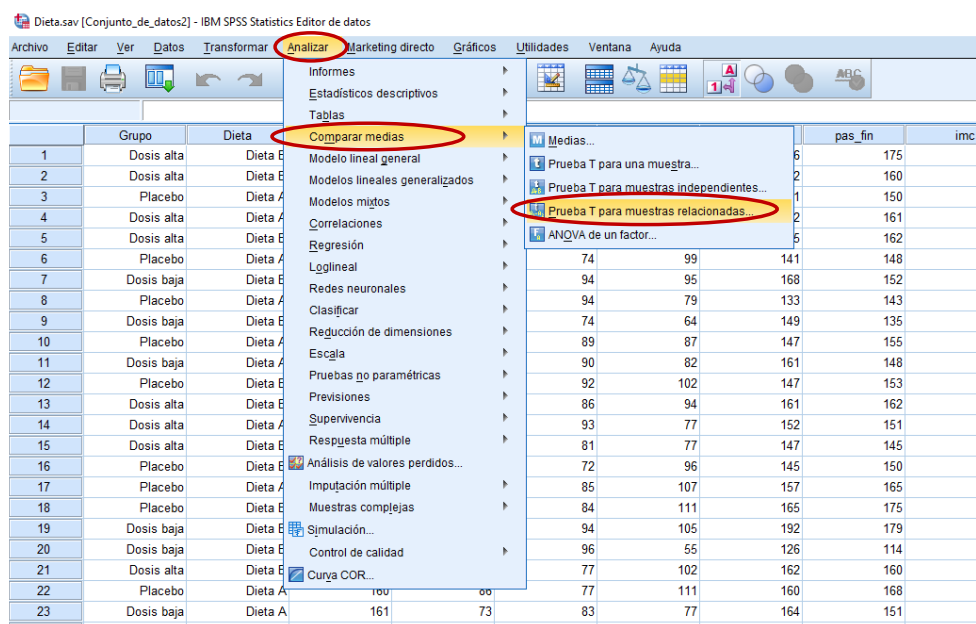 Dieta.sav [Conjunto_de_datos2] - IBM SPSS Statistics Editor de datos
Archivo Editar Ver Datos Transformar Analizar Marketing directo Gráficos Utilidades Ventana Ayuda
Informes
Estadísticos descriptivos
Tablas
Comparar medias
Modelo lineal general
Modelos lineales generalizados
Modelos mixtos
Correlaciones
Regresión
Loglineal
Redes neuronales
Clasificar
Reducción de dimensiones
Escala
Pruebas no paramétricas
Previsiones
Supervivencia
Respuesta múltiple
Análisis de valores perdidos...
Imputación múltiple
Muestras complejas
Simulación...
Control de calidad
Curva COR...
Medias...
Prueba T para una muestra...
Prueba T para muestras independientes...
Prueba T para muestras relacionadas...
ANOVA de un factor...
Grupo Dieta pas_fin imc
1 Dosis alta Dieta B 6 175
2 Dosis alta Dieta B 2 160
3 Placebo Dieta A 1 150
4 Dosis alta Dieta A 2 161
5 Dosis alta Dieta B 5 162
6 Placebo Dieta A 74 99 141 148
7 Dosis baja Dieta B 94 95 168 152
8 Placebo Dieta A 94 79 133 143
9 Dosis baja Dieta B 74 64 149 135
10 Placebo Dieta A 89 87 147 155
11 Dosis baja Dieta A 90 82 161 148
12 Placebo Dieta B 92 102 147 153
13 Dosis alta Dieta B 86 94 161 162
14 Dosis alta Dieta A 93 77 152 151
15 Dosis alta Dieta B 81 77 147 145
16 Placebo Dieta B 72 96 145 150
17 Placebo Dieta A 85 107 157 165
18 Placebo Dieta B 84 111 165 175
19 Dosis baja Dieta B 94 105 192 179
20 Dosis baja Dieta B 96 55 126 114
21 Dosis alta Dieta B 77 102 162 160
22 Placebo Dieta A 160 86 77 111 160 168
23 Dosis baja Dieta A 161 73 83 77 164 151